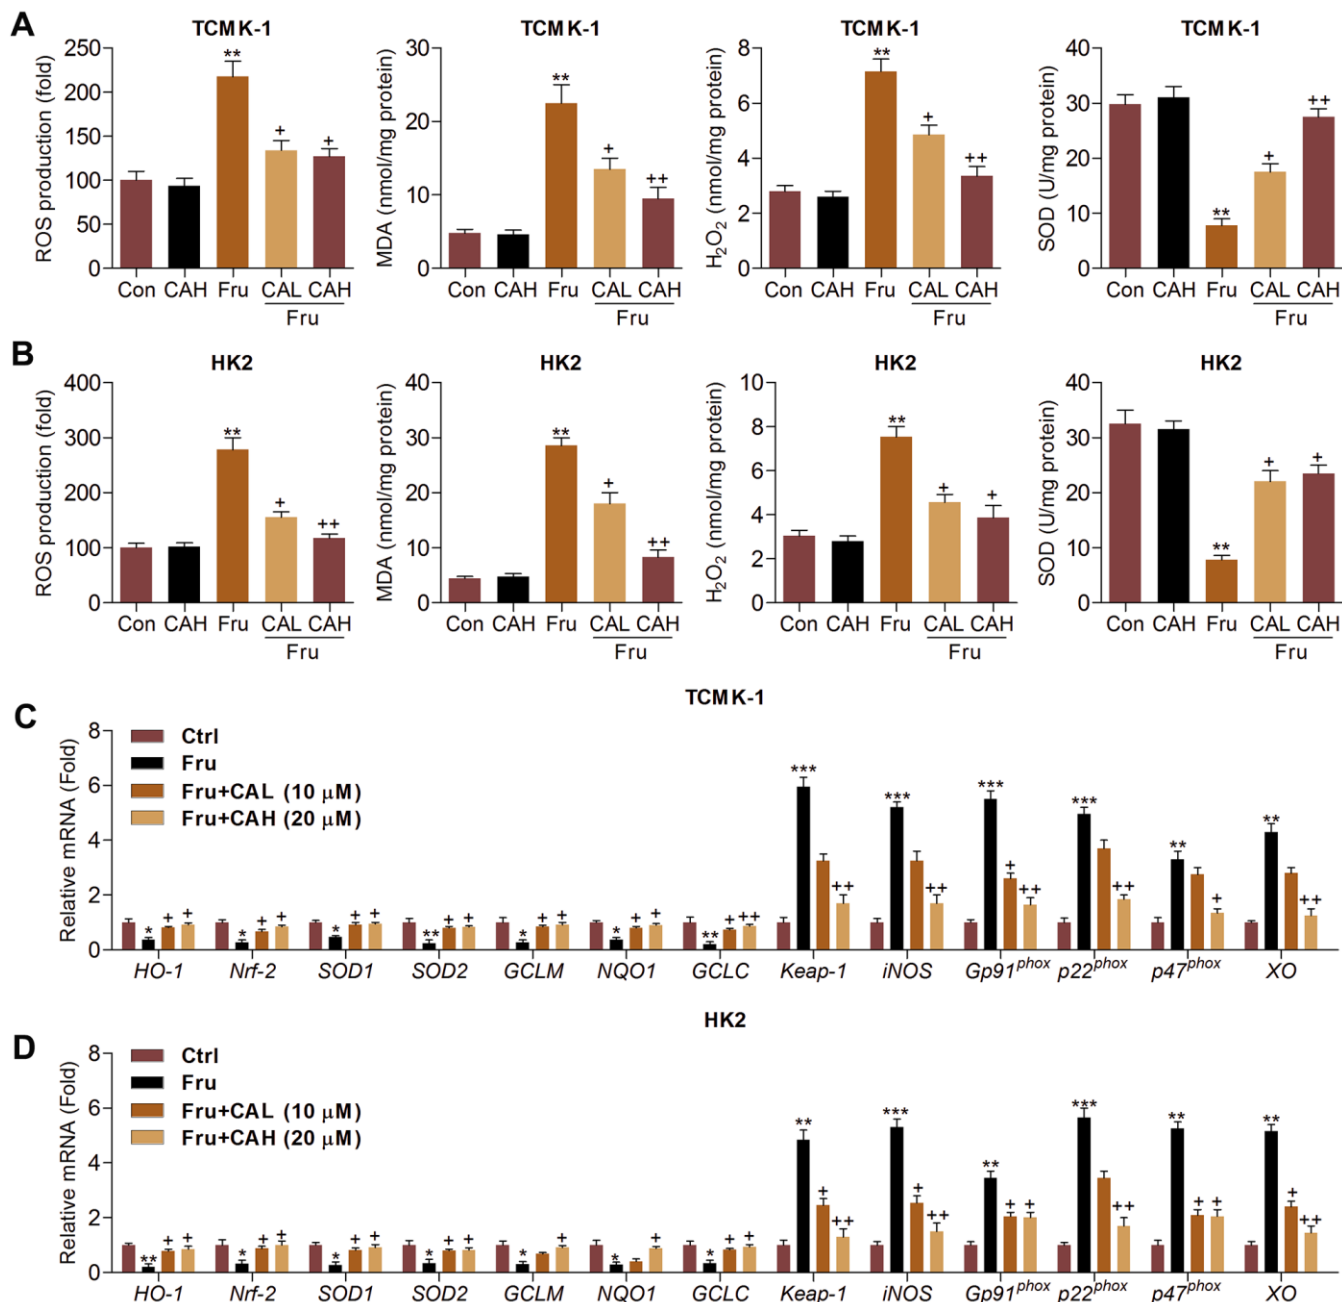 A
TCMK-1
ROS production (fold)
250
200
150
100
50
0
**
+
+
Con CAH Fru CAL CAH
Fru
TCMK-1
MDA (nmol/mg protein)
30
20
10
0
**
+
++
Con CAH Fru CAL CAH
Fru
TCMK-1
H2O2 (nmol/mg protein)
8
6
4
2
0
**
+
++
Con CAH Fru CAL CAH
Fru
TCMK-1
SOD (U/mg protein)
40
30
20
10
0
**
+
++
Con CAH Fru CAL CAH
Fru
B
HK2
ROS production (fold)
400
300
200
100
0
**
+
++
Con CAH Fru CAL CAH
Fru
HK2
MDA (nmol/mg protein)
40
30
20
10
0
**
+
++
Con CAH Fru CAL CAH
Fru
HK2
H2O2 (nmol/mg protein)
10
8
6
4
2
0
**
+
+
Con CAH Fru CAL CAH
Fru
HK2
SOD (U/mg protein)
40
30
20
10
0
**
+
+
Con CAH Fru CAL CAH
Fru
C
TCMK-1
Relative mRNA (Fold)
8
6
4
2
0
Ctrl
Fru
Fru+CAL (10 μM)
Fru+CAH (20 μM)
* + + * + + * + + ** + + * + + * + + ** + ++ *** ++ *** ++ *** + ++ *** ++ ** + ** ++
HO-1 Nrf-2 SOD1 SOD2 GCLM NQO1 GCLC Keap-1 iNOS Gp91phox p22phox p47phox XO
D
HK2
Relative mRNA (Fold)
8
6
4
2
0
Ctrl
Fru
Fru+CAL (10 μM)
Fru+CAH (20 μM)
** + + * + + * + + * + + * + * + * + + ** + ++ *** + ++ ** + + *** ++ ** + + ** + ++
HO-1 Nrf-2 SOD1 SOD2 GCLM NQO1 GCLC Keap-1 iNOS Gp91phox p22phox p47phox XO